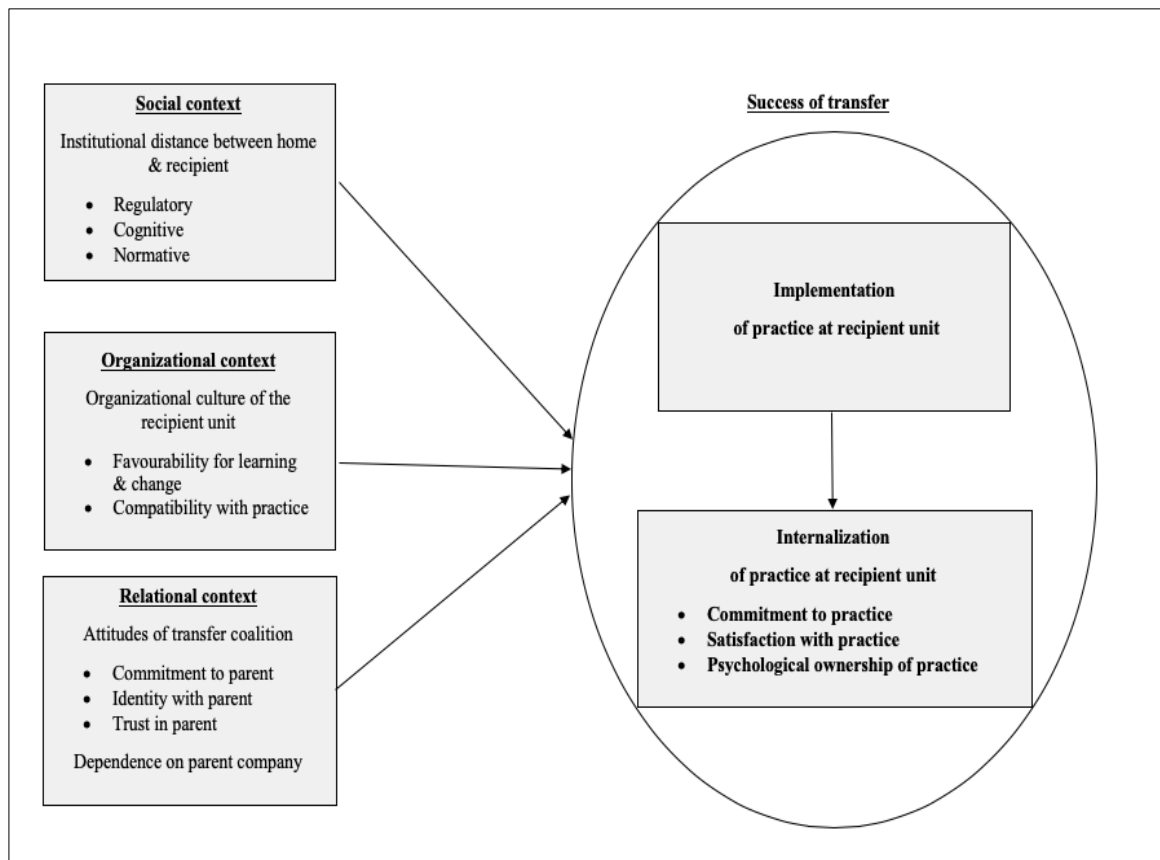 Social context
Institutional distance between home
& recipient
• Regulatory
• Cognitive
• Normative
Organizational context
Organizational culture of the
recipient unit
• Favourability for learning
& change
• Compatibility with practice
Relational context
Attitudes of transfer coalition
• Commitment to parent
• Identity with parent
• Trust in parent
Dependence on parent company
Success of transfer
Implementation
of practice at recipient unit
Internalization
of practice at recipient unit
• Commitment to practice
• Satisfaction with practice
• Psychological ownership of practice